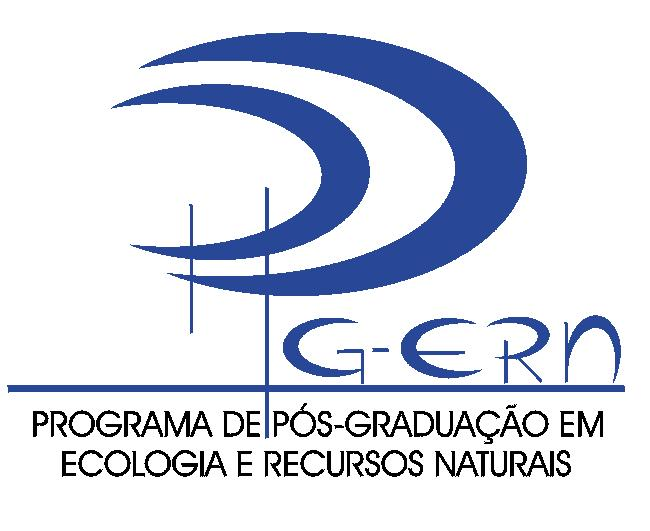 PPG-ERN
PROGRAMA DE PÓS-GRADUAÇÃO EM
ECOLOGIA E RECURSOS NATURAIS